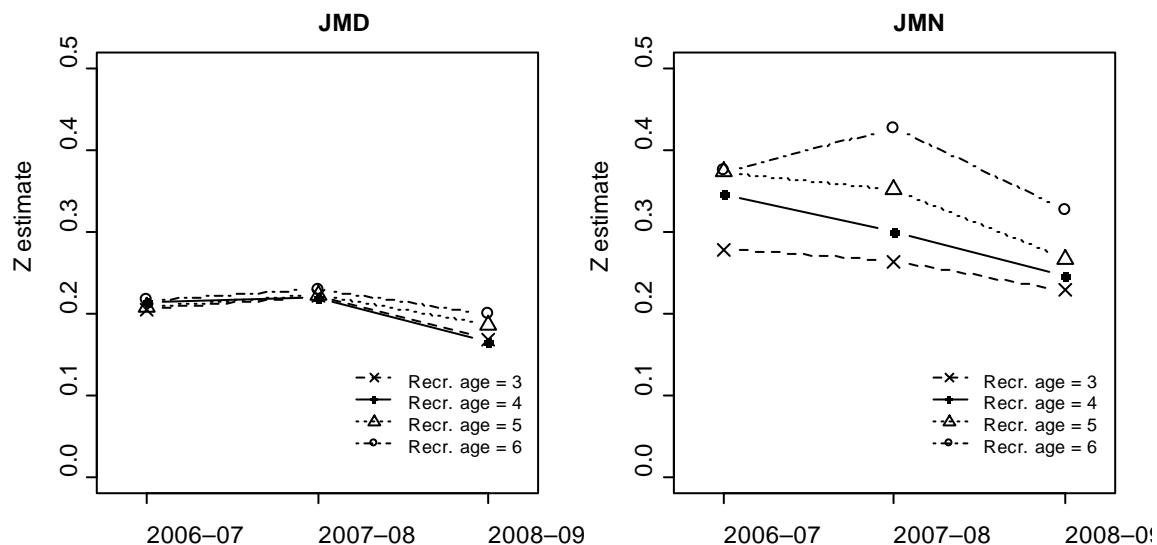 JMD
Z estimate
0.5
0.4
0.3
0.2
0.1
0.0
Recr. age = 3
Recr. age = 4
Recr. age = 5
Recr. age = 6
2006–07 2007–08 2008–09
JMN
Z estimate
0.5
0.4
0.3
0.2
0.1
0.0
Recr. age = 3
Recr. age = 4
Recr. age = 5
Recr. age = 6
2006–07 2007–08 2008–09